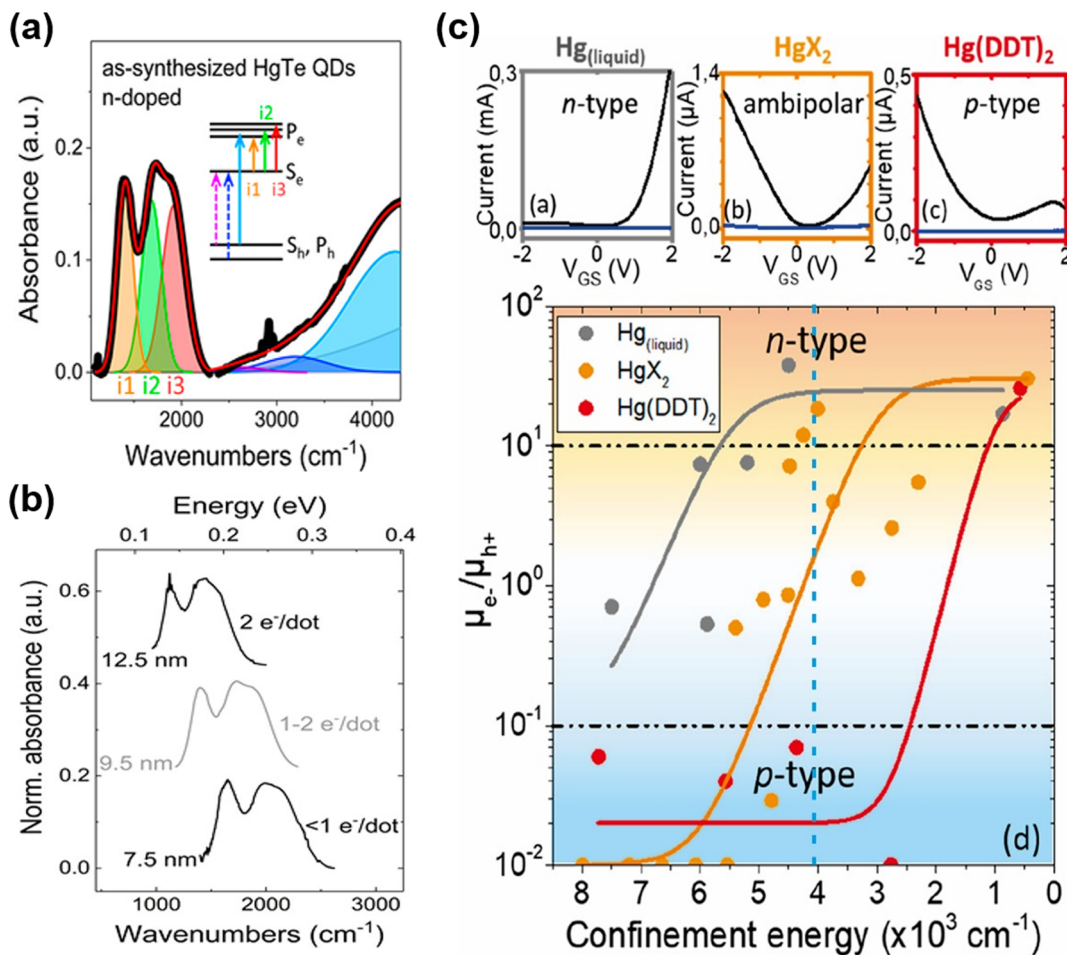 (a)
as-synthesized HgTe QDs
n-doped
i2
P_e
S_e
i1
i3
S_h, P_h
Absorbance (a.u.)
0.2
0.1
0.0
i1 i2 i3
1000 2000 3000 4000
Wavenumbers (cm⁻¹)
(b)
Energy (eV)
0.1 0.2 0.3 0.4
Norm. absorbance (a.u.)
0.6
0.4
0.2
0.0
2 e⁻/dot
12.5 nm
1-2 e⁻/dot
9.5 nm
<1 e⁻/dot
7.5 nm
1000 2000 3000
Wavenumbers (cm⁻¹)
(c)
Hg(liquid)
0,3
n-type
Current (mA)
(a)
0,0
-2 0 2
V_GS (V)
HgX₂
1,4
ambipolar
Current (µA)
(b)
0,0
-2 0 2
V_GS (V)
Hg(DDT)₂
0,5
p-type
Current (µA)
(c)
0,0
-2 0 2
V_GS (V)
10²
10¹
10⁰
10⁻¹
10⁻²
µ_e-/µ_h+
Hg(liquid)
HgX₂
Hg(DDT)₂
n-type
p-type
(d)
8 7 6 5 4 3 2 1 0
Confinement energy (x10³ cm⁻¹)